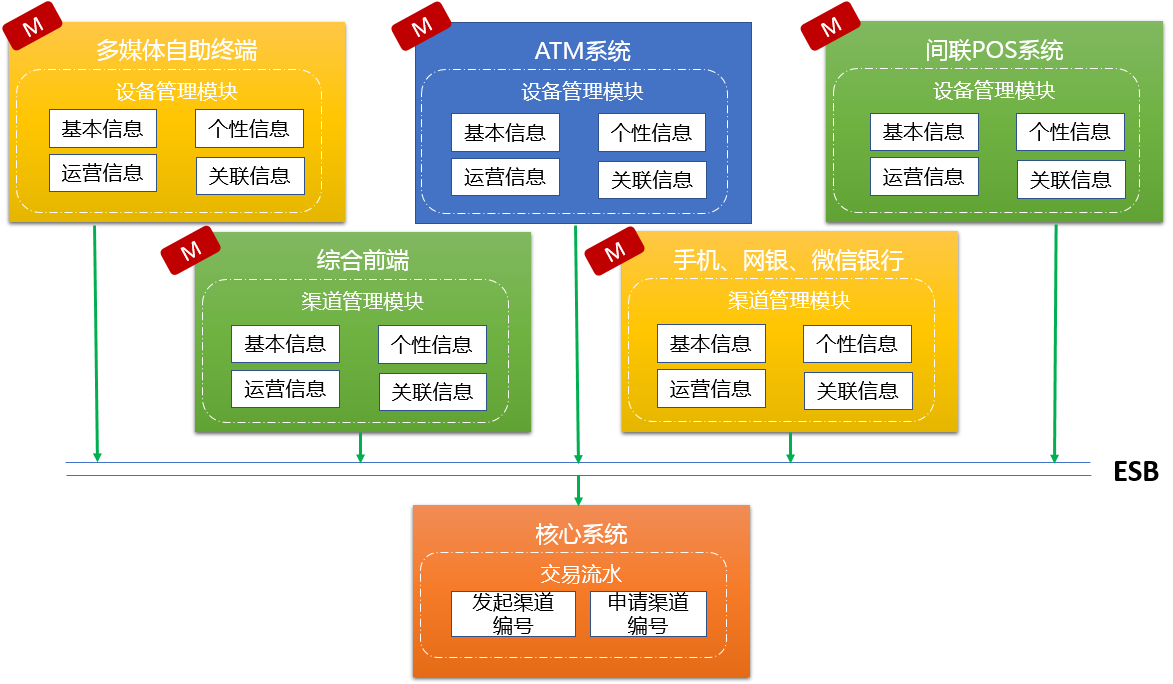 M
M
M
多媒体自助终端
ATM系统
间联POS系统
设备管理模块
设备管理模块
设备管理模块
基本信息
个性信息
基本信息
个性信息
基本信息
个性信息
运营信息
关联信息
运营信息
关联信息
运营信息
关联信息
M
M
综合前端
手机、网银、微信银行
渠道管理模块
渠道管理模块
基本信息
个性信息
基本信息
个性信息
运营信息
关联信息
运营信息
关联信息
ESB
核心系统
交易流水
发起渠道
编号
申请渠道
编号